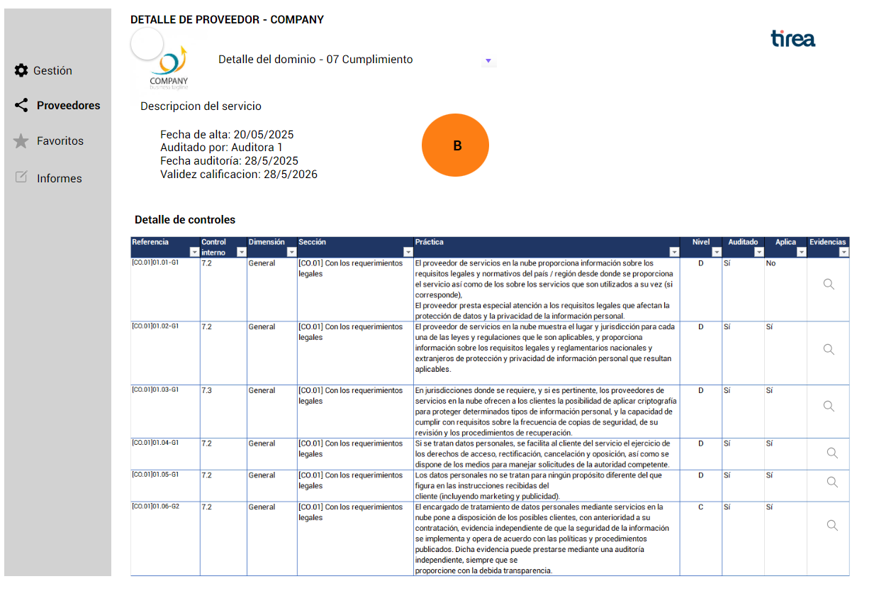 DETALLE DE PROVEEDOR - COMPANY
tirea
Gestión
Proveedores
Favoritos
Informes
COMPANY
Detalle del dominio - 07 Cumplimiento
Descripcion del servicio
Fecha de alta: 20/05/2025
Auditado por: Auditora 1
Fecha auditoría: 28/5/2025
Validez calificacion: 28/5/2026
B
Detalle de controles
Referencia Control interno Dimensión Sección Práctica Nivel Auditado Aplica Evidencias
[CO.01]01.01-G1 7.2 General [CO.01] Con los requerimientos legales D Sí No
El proveedor de servicios en la nube proporciona información sobre los
requisitos legales y normativos del país / región desde donde se proporciona
el servicio así como de los sobre los servicios que son utilizados a su vez (si
corresponde),
El proveedor presta especial atención a los requisitos legales que afectan la
protección de datos y la privacidad de la información personal.
[CO.01]01.02-G1 7.2 General [CO.01] Con los requerimientos legales D Sí Sí
El proveedor de servicios en la nube muestra el lugar y jurisdicción para cada
una de las leyes y regulaciones que le son aplicables, y proporciona
información sobre los requisitos legales y reglamentarios nacionales y
extranjeros de protección y privacidad de información personal que resultan
aplicables.
[CO.01]01.03-G1 7.3 General [CO.01] Con los requerimientos legales D Sí Sí
En jurisdicciones donde se requiere, y si es pertinente, los proveedores de
servicios en la nube ofrecen a los clientes la posibilidad de aplicar criptografía
para proteger determinados tipos de información personal, y la capacidad de
cumplir con requisitos sobre la frecuencia de copias de seguridad, de su
revisión y los procedimientos de recuperación.
[CO.01]01.04-G1 7.2 General [CO.01] Con los requerimientos legales D Sí Sí
Si se tratan datos personales, se facilita al cliente del servicio el ejercicio de
los derechos de acceso, rectificación, cancelación y oposición, así como se
dispone de los medios para manejar solicitudes de la autoridad competente.
[CO.01]01.05-G1 7.2 General [CO.01] Con los requerimientos legales D Sí Sí
Los datos personales no se tratan para ningún propósito diferente del que
figura en las instrucciones recibidas del
cliente (incluyendo marketing y publicidad).
[CO.01]01.06-G2 7.2 General [CO.01] Con los requerimientos legales C Sí Sí
El encargado de tratamiento de datos personales mediante servicios en la
nube pone a disposición de los posibles clientes, con anterioridad a su
contratación, evidencia independiente de que la seguridad de la información
se implementa y opera de acuerdo con las políticas y procedimientos
publicados. Dicha evidencia puede prestarse mediante una auditoría
independiente, siempre que se
proporcione con la debida transparencia.